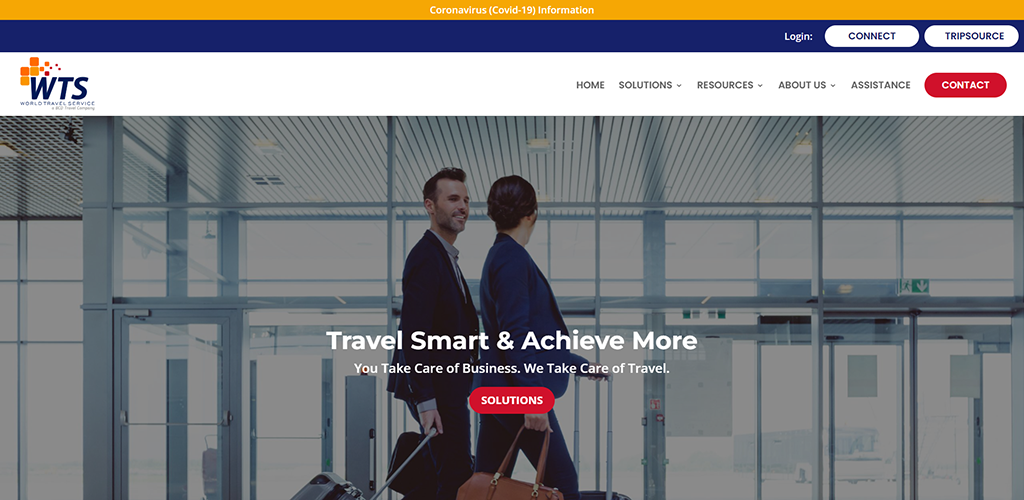 Coronavirus (Covid-19) Information
Login:
CONNECT
TRIPSOURCE
WTS
WORLD TRAVEL SERVICE
a BCD Travel Company
HOME
SOLUTIONS
RESOURCES
ABOUT US
ASSISTANCE
CONTACT
Travel Smart & Achieve More
You Take Care of Business. We Take Care of Travel.
SOLUTIONS